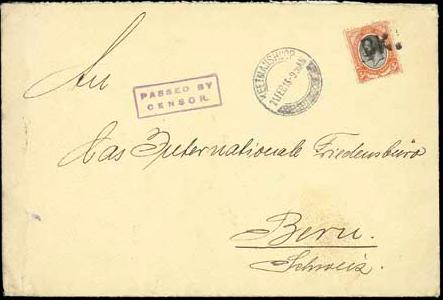 An
PASSED BY
CENSOR.
KEETMANSHOOP
Das Internationale Friedensbüro
Bern.
Schweiz.